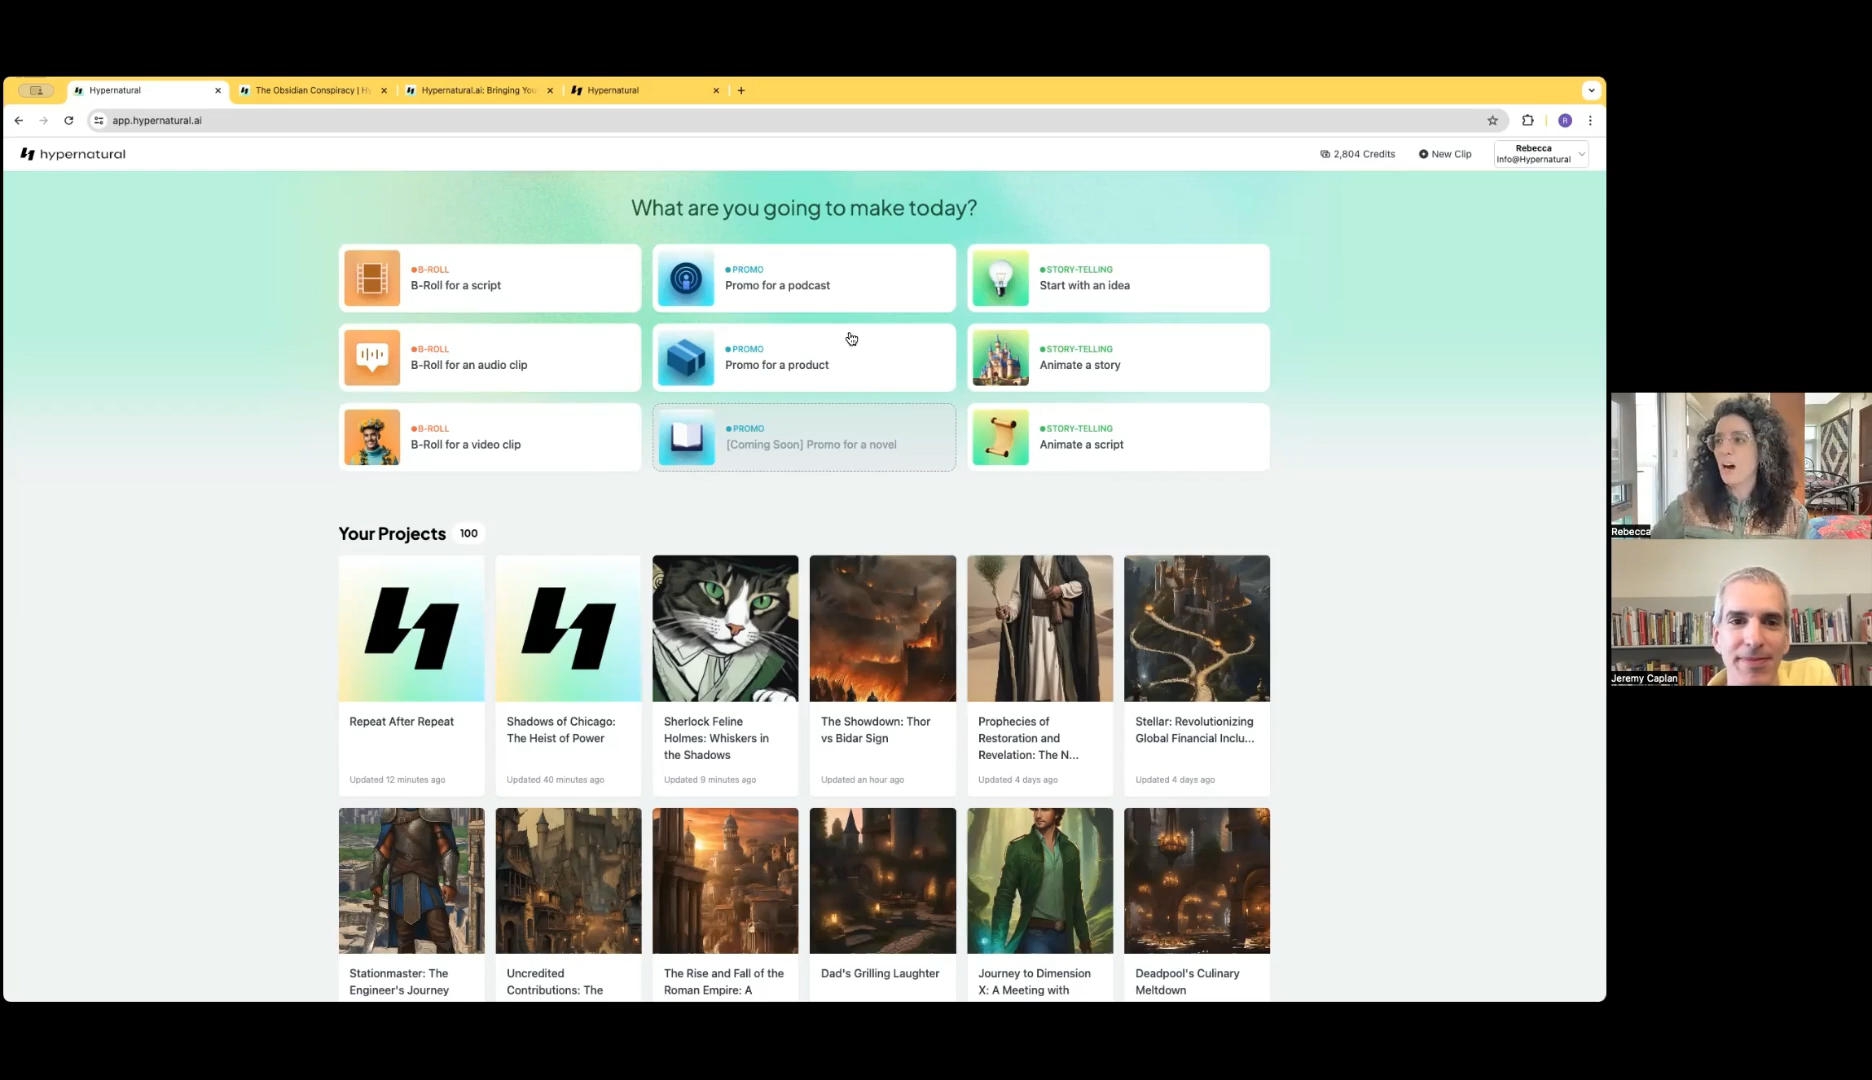 Hypernatural
The Obsidian Conspiracy | Hy
Hypernatural.ai: Bringing You
Hypernatural
app.hypernatural.ai
R
hypernatural
2,804 Credits
New Clip
Rebecca
Info@Hypernatural
What are you going to make today?
B-ROLL
B-Roll for a script
PROMO
Promo for a podcast
STORY-TELLING
Start with an idea
B-ROLL
B-Roll for an audio clip
PROMO
Promo for a product
STORY-TELLING
Animate a story
B-ROLL
B-Roll for a video clip
PROMO
[Coming Soon] Promo for a novel
STORY-TELLING
Animate a script
Your Projects 100
Repeat After Repeat
Updated 12 minutes ago
Shadows of Chicago:
The Heist of Power
Updated 40 minutes ago
Sherlock Feline
Holmes: Whiskers in
the Shadows
Updated 9 minutes ago
The Showdown: Thor
vs Bidar Sign
Updated an hour ago
Prophecies of
Restoration and
Revelation: The N...
Updated 4 days ago
Stellar: Revolutionizing
Global Financial Inclu...
Updated 4 days ago
Stationmaster: The
Engineer's Journey
Uncredited
Contributions: The
The Rise and Fall of the
Roman Empire: A
Dad's Grilling Laughter
Journey to Dimension
X: A Meeting with
Deadpool's Culinary
Meltdown
Rebecca
Jeremy Caplan